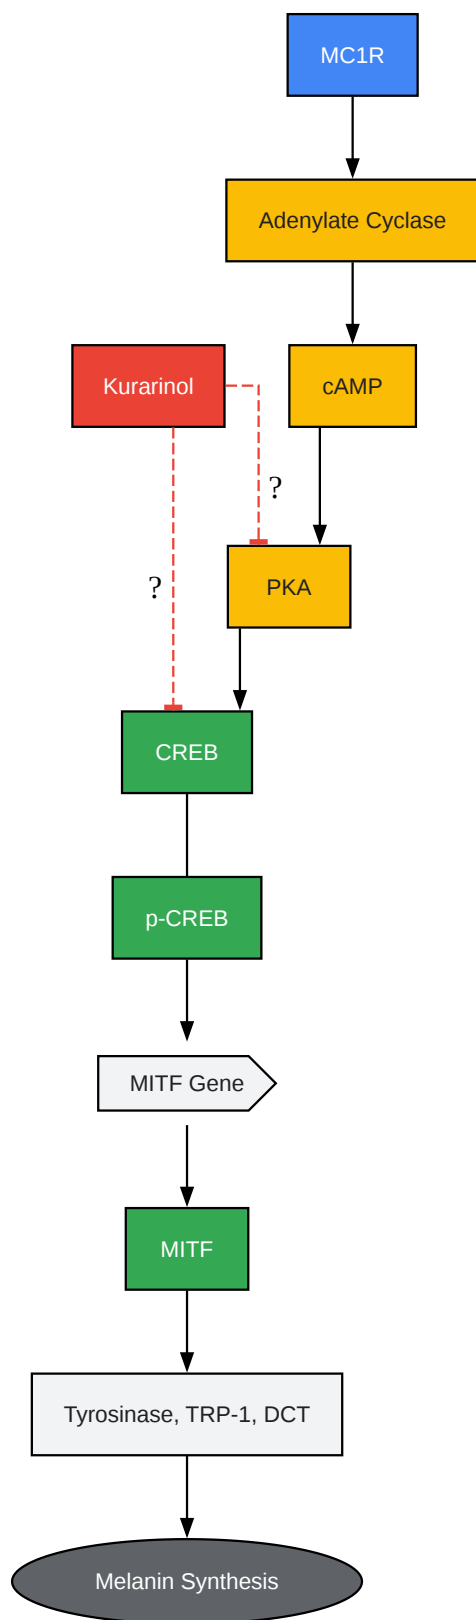 MC1R
Adenylate Cyclase
Kurarinol
cAMP
?
PKA
?
CREB
p-CREB
MITF Gene
MITF
Tyrosinase, TRP-1, DCT
Melanin Synthesis